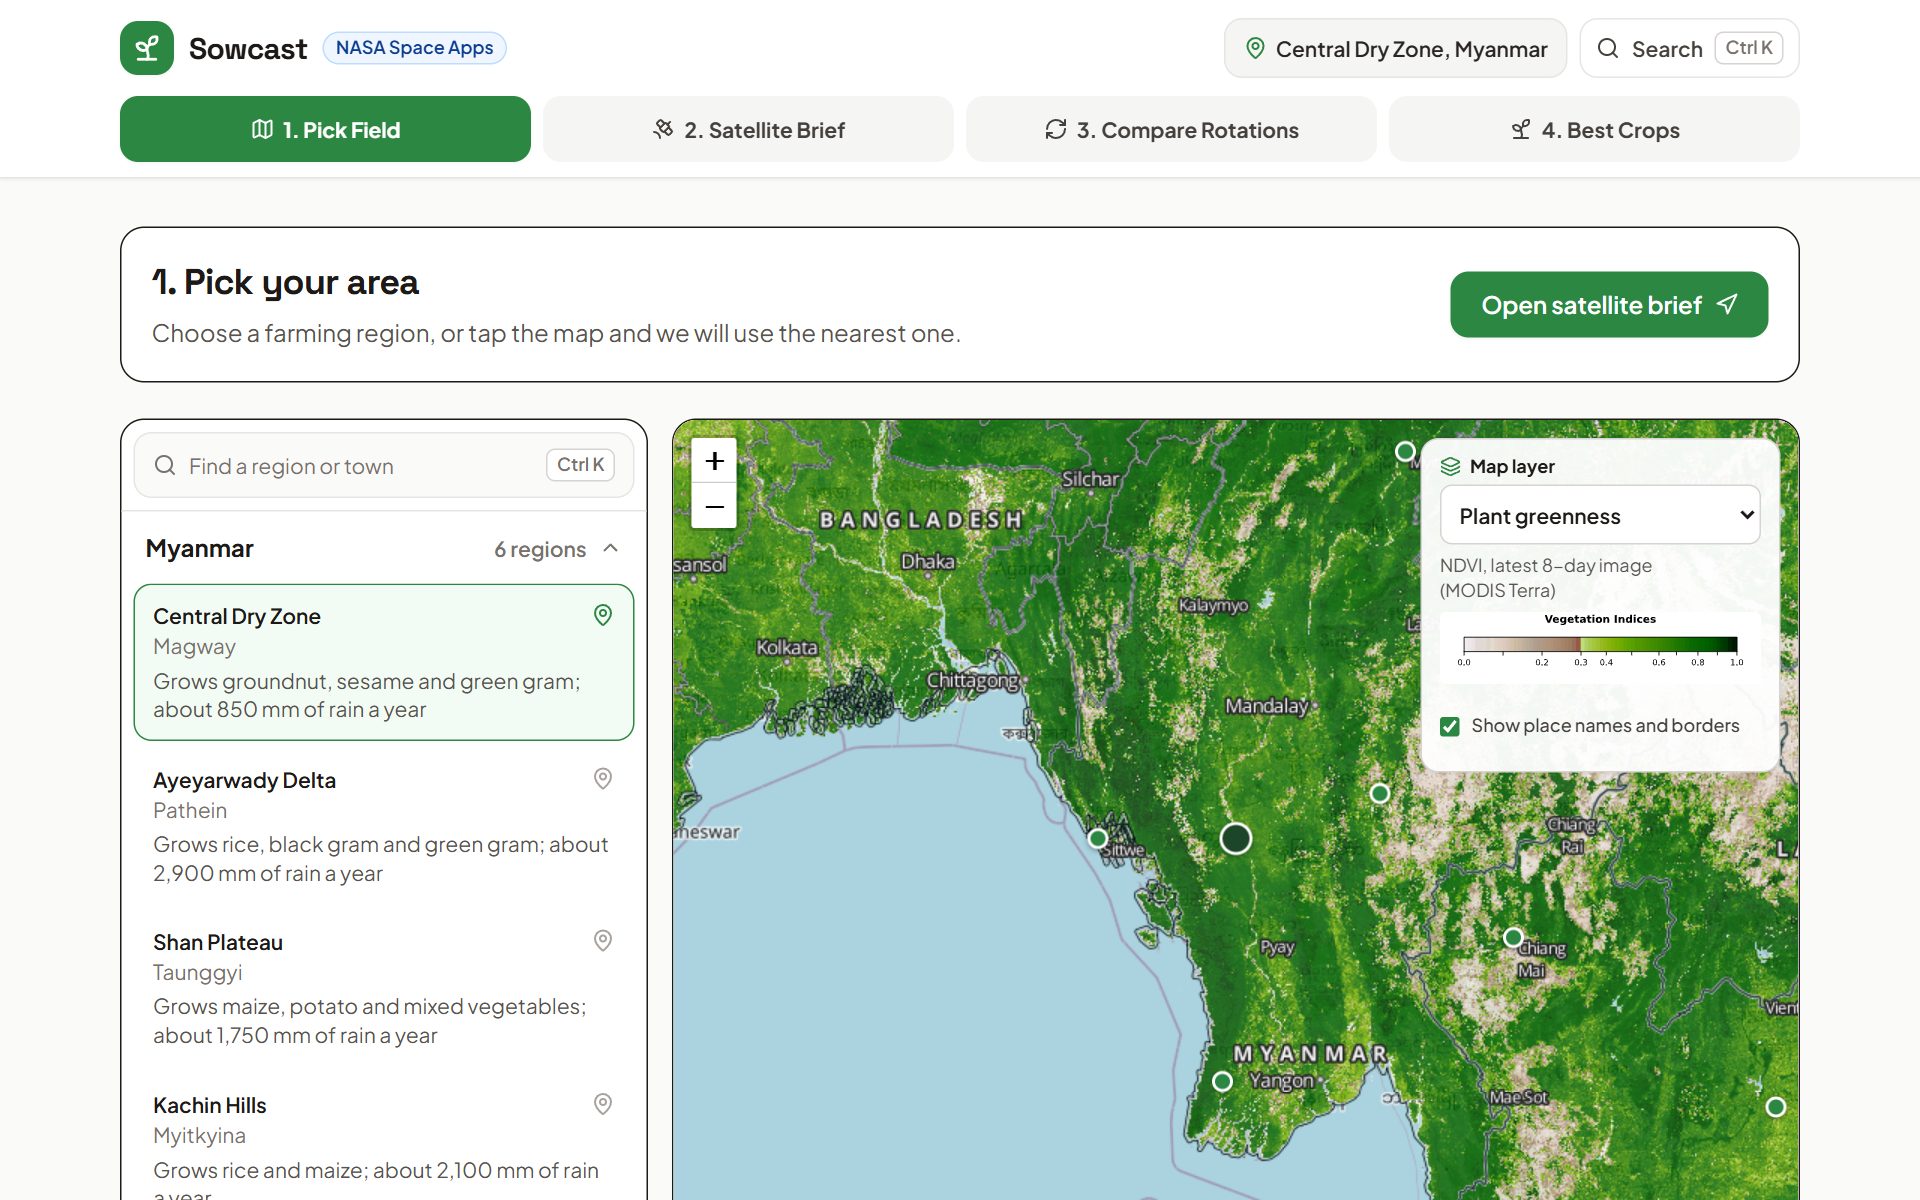 Sowcast
NASA Space Apps
Central Dry Zone, Myanmar
Search
Ctrl K
1. Pick Field
2. Satellite Brief
3. Compare Rotations
4. Best Crops
1. Pick your area
Choose a farming region, or tap the map and we will use the nearest one.
Open satellite brief
Find a region or town
Ctrl K
Myanmar
6 regions
Central Dry Zone
Magway
Grows groundnut, sesame and green gram;
about 850 mm of rain a year
Ayeyarwady Delta
Pathein
Grows rice, black gram and green gram; about
2,900 mm of rain a year
Shan Plateau
Taunggyi
Grows maize, potato and mixed vegetables;
about 1,750 mm of rain a year
Kachin Hills
Myitkyina
Grows rice and maize; about 2,100 mm of rain
a year
+
−
Map layer
Plant greenness
NDVI, latest 8-day image
(MODIS Terra)
Vegetation Indices
0.0 0.2 0.3 0.4 0.6 0.8 1.0
Show place names and borders
Silchar
BANGLADESH
Dhaka
sansol
Kalaymyo
Kolkata
Chittagong
Mandalay
neswar
Sittwe
Chiang
Rai
Pyay
Chiang
Mai
Vient
MYANMAR
Yangon
Mae Sot